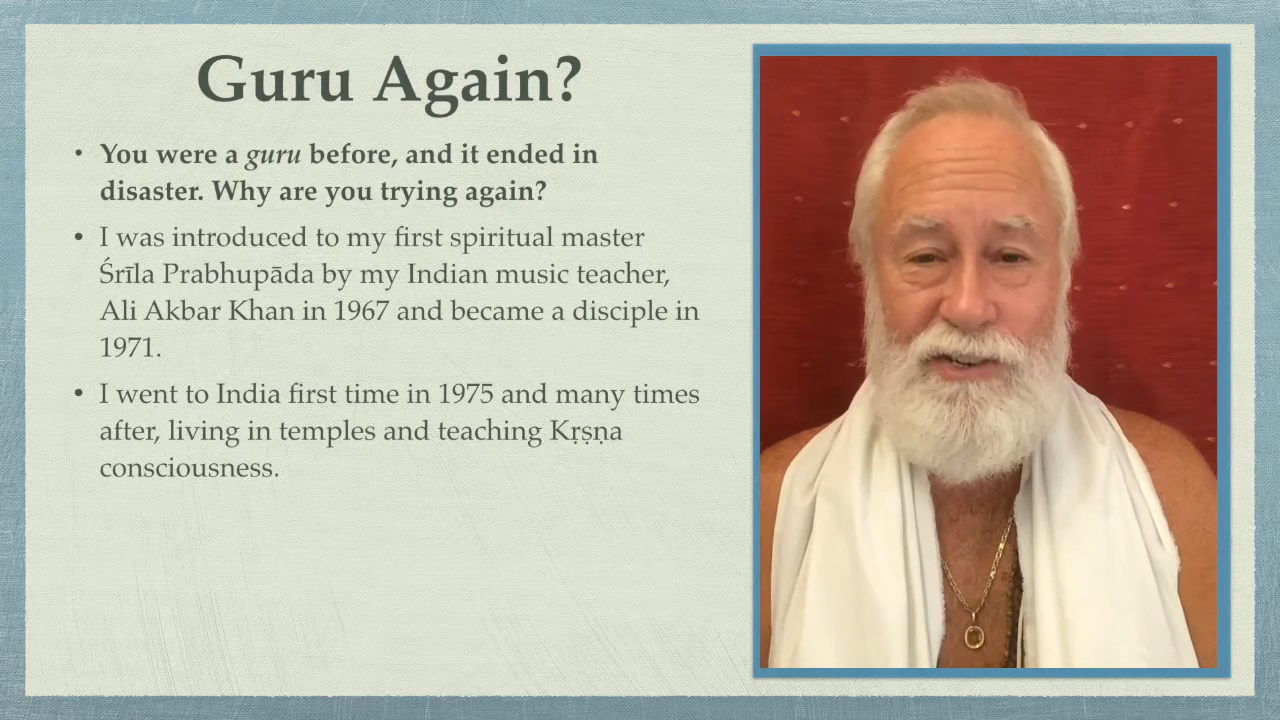 Guru Again?
• You were a guru before, and it ended in
disaster. Why are you trying again?
• I was introduced to my first spiritual master
Śrīla Prabhupāda by my Indian music teacher,
Ali Akbar Khan in 1967 and became a disciple in
1971.
• I went to India first time in 1975 and many times
after, living in temples and teaching Kṛṣṇa
consciousness.